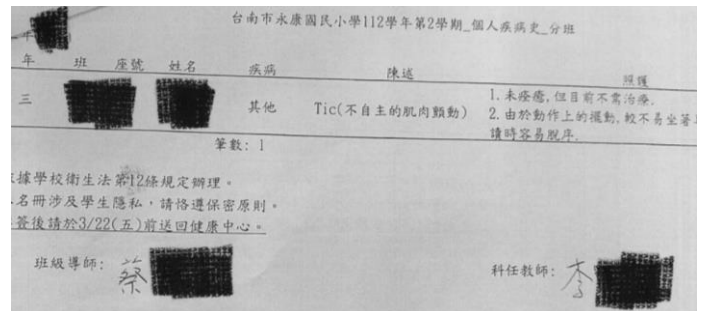 台南市永康國民小學112學年第2學期_個人疾病史_分班
年
年 班 座號 姓名 疾病 陳述 照護
三 其他 Tic(不自主的肌肉顫動) 1. 未痊癒,但目前不需治療.
2. 由於動作上的擺動,較不易坐著
讀時容易脫序.
筆數: 1
據學校衛生法第12條規定辦理。
名冊涉及學生隱私,請恪遵保密原則。
簽後請於3/22(五)前送回健康中心。
班級導師: 蔡 科任教師: 李